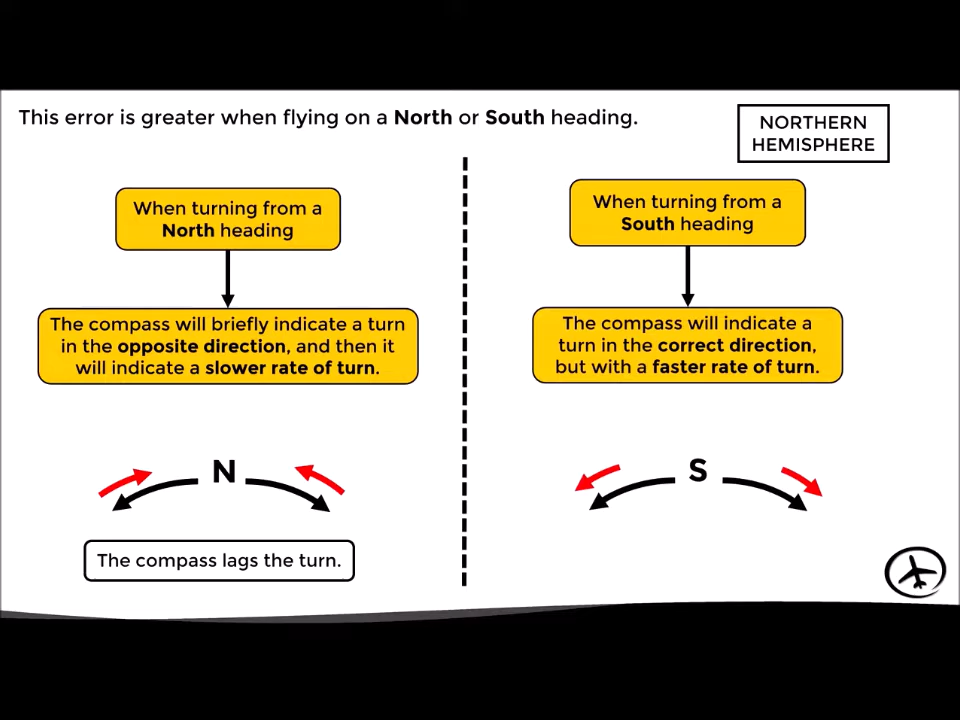 This error is greater when flying on a North or South heading.
NORTHERN
HEMISPHERE
When turning from a
North heading
The compass will briefly indicate a turn
in the opposite direction, and then it
will indicate a slower rate of turn.
N
The compass lags the turn.
When turning from a
South heading
The compass will indicate a
turn in the correct direction,
but with a faster rate of turn.
S